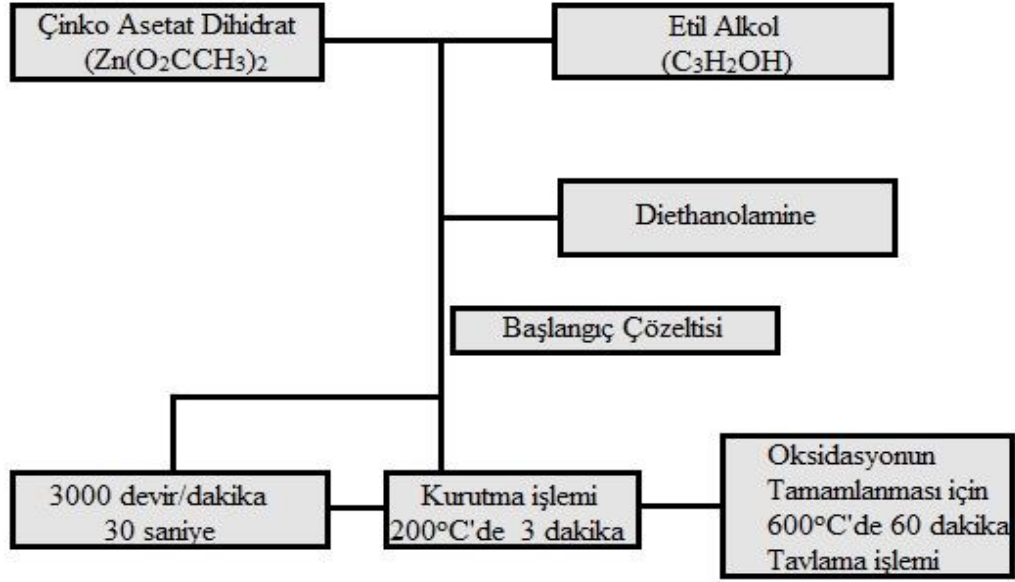 Çinko Asetat Dihidrat
(Zn(O₂CCH₃)₂
Etil Alkol
(C₃H₂OH)
Diethanolamine
Başlangıç Çözeltisi
3000 devir/dakika
30 saniye
Kurutma işlemi
200°C'de 3 dakika
Oksidasyonun
Tamamlanması için
600°C'de 60 dakika
Tavlama işlemi